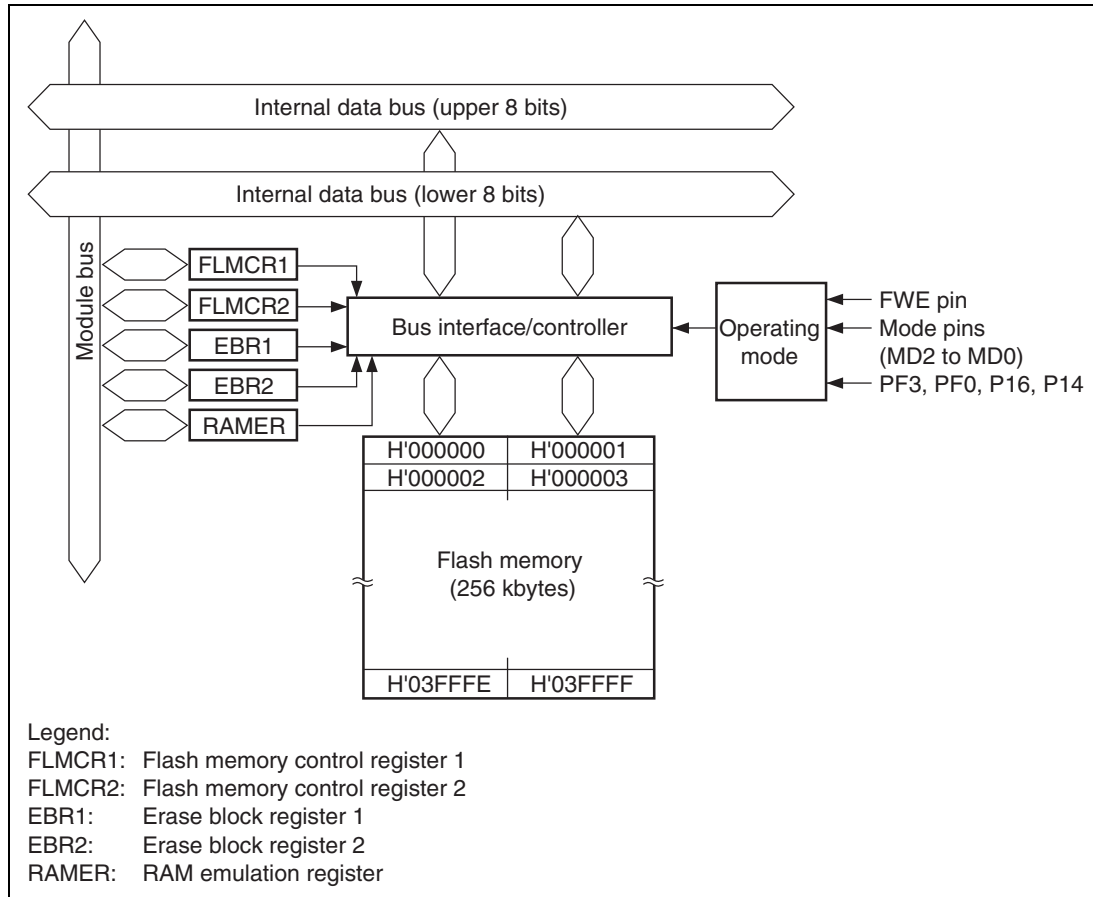 Internal data bus (upper 8 bits)
Internal data bus (lower 8 bits)
Module bus
FLMCR1
FLMCR2
EBR1
EBR2
RAMER
Bus interface/controller
Operating
mode
FWE pin
Mode pins
(MD2 to MD0)
PF3, PF0, P16, P14
H'000000 H'000001
H'000002 H'000003
Flash memory
(256 kbytes)
H'03FFFE H'03FFFF
Legend:
FLMCR1: Flash memory control register 1
FLMCR2: Flash memory control register 2
EBR1: Erase block register 1
EBR2: Erase block register 2
RAMER: RAM emulation register